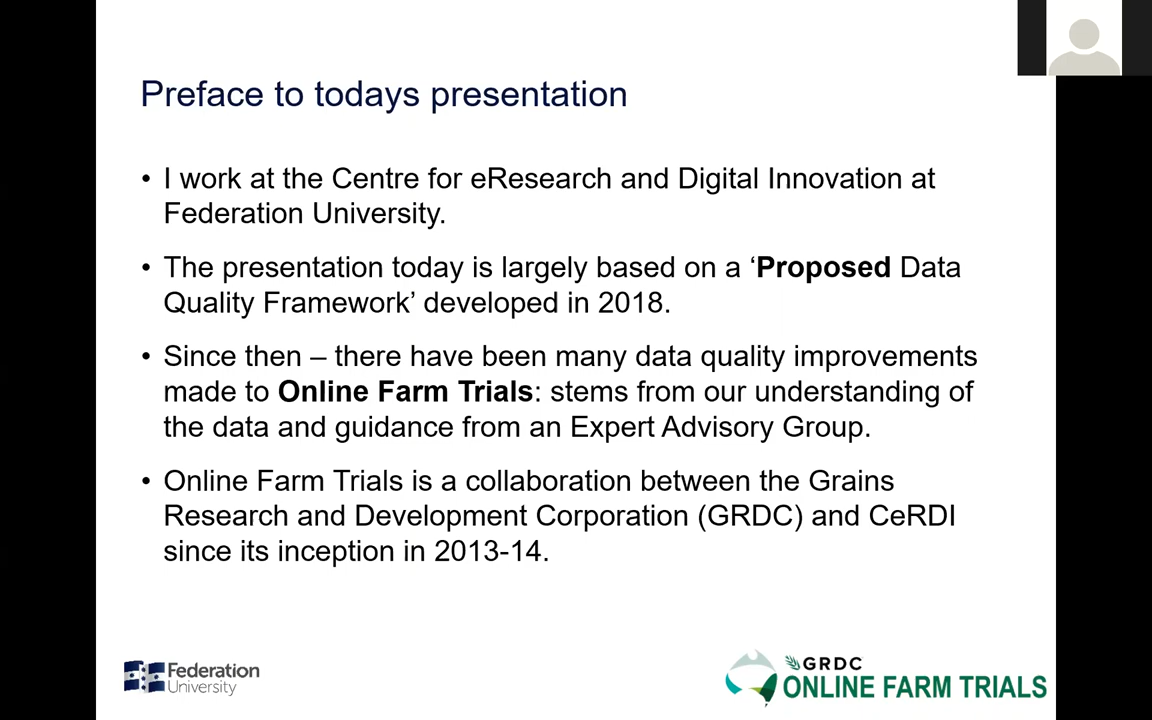 Preface to todays presentation
• I work at the Centre for eResearch and Digital Innovation at
Federation University.
• The presentation today is largely based on a ‘Proposed Data
Quality Framework’ developed in 2018.
• Since then – there have been many data quality improvements
made to Online Farm Trials: stems from our understanding of
the data and guidance from an Expert Advisory Group.
• Online Farm Trials is a collaboration between the Grains
Research and Development Corporation (GRDC) and CeRDI
since its inception in 2013-14.
Federation
University
GRDC
ONLINE FARM TRIALS